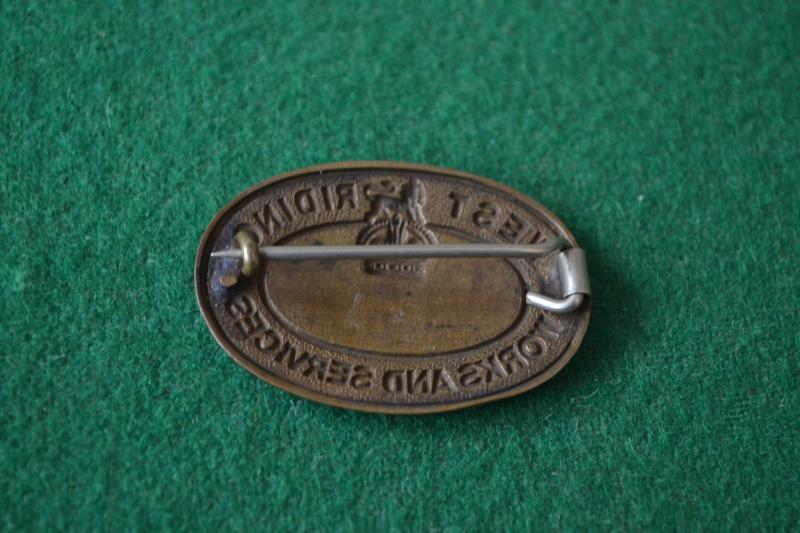 WEST RIDING
WORKS AND SERVICES